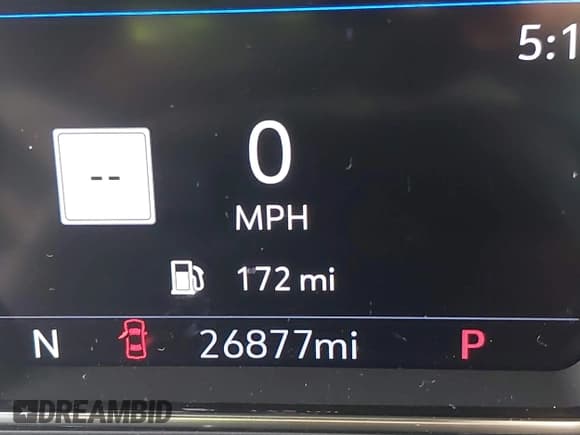 5:1
--
0
MPH
172 mi
N 26877mi P
DREAMBID